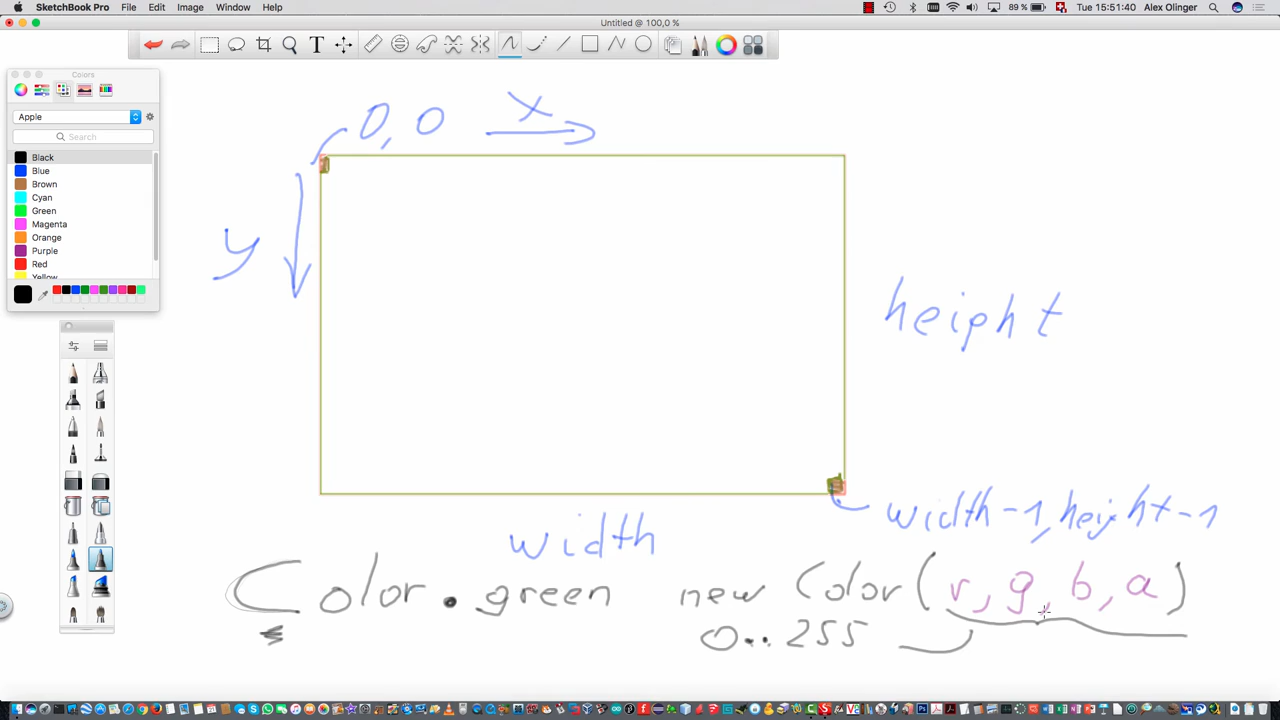 SketchBook Pro File Edit Image Window Help 89 % Tue 15:51:40 Alex Olinger
Untitled @ 100,0 %
Colors
Apple
Search
Black
Blue
Brown
Cyan
Green
Magenta
Orange
Purple
Red
Yellow
0,0 x
y
height
width-1, height-1
width
Color.green new Color(r, g, b, a)
0..255